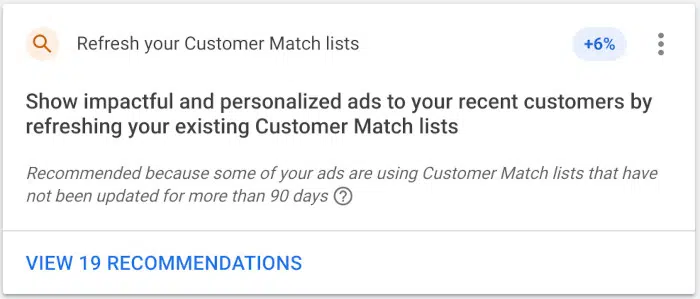 Refresh your Customer Match lists
+6%
Show impactful and personalized ads to your recent customers by
refreshing your existing Customer Match lists
Recommended because some of your ads are using Customer Match lists that have
not been updated for more than 90 days ?
VIEW 19 RECOMMENDATIONS